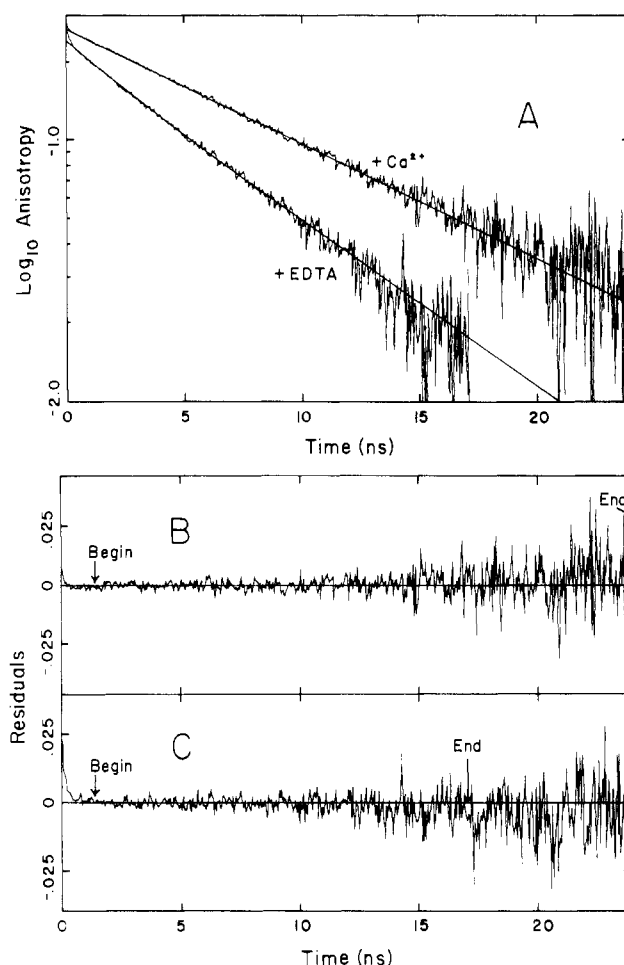 A
+ Ca²⁺
-1.0
Log₁₀ Anisotropy
+ EDTA
-2.0
0 5 10 15 20
Time (ns)
B
End
.025
Begin
0
-.025
Residuals
C
.025
End
Begin
0
-.025
0 5 10 15 20
Time (ns)